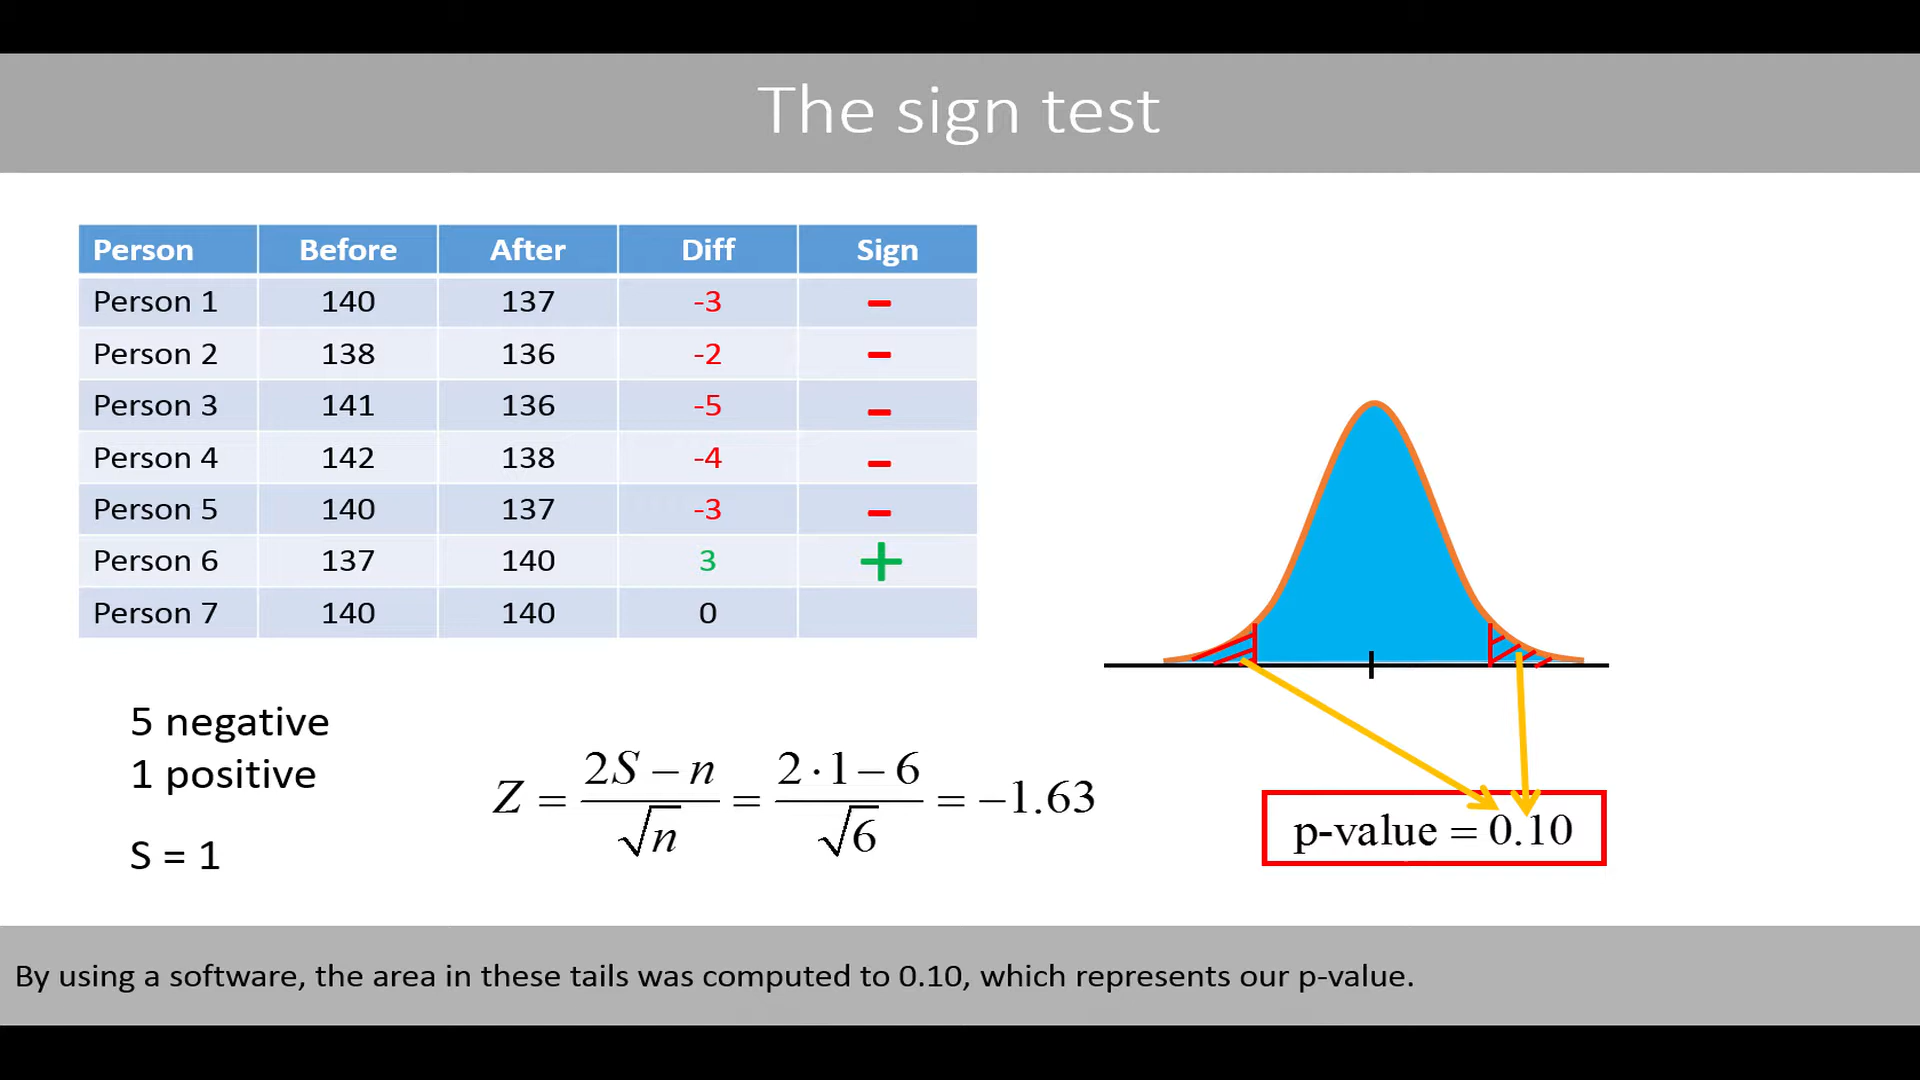 The sign test
Person Before After Diff Sign
Person 1 140 137 -3 -
Person 2 138 136 -2 -
Person 3 141 136 -5 -
Person 4 142 138 -4 -
Person 5 140 137 -3 -
Person 6 137 140 3 +
Person 7 140 140 0
5 negative
1 positive
S = 1
Z = (2S − n)/√n = (2·1 − 6)/√6 = −1.63
p-value = 0.10
By using a software, the area in these tails was computed to 0.10, which represents our p-value.